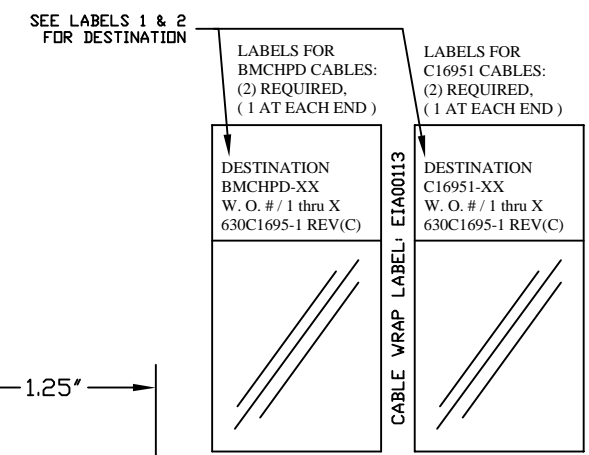 SEE LABELS 1 & 2
FOR DESTINATION
LABELS FOR
BMCHPD CABLES:
(2) REQUIRED,
( 1 AT EACH END )
LABELS FOR
C16951 CABLES:
(2) REQUIRED,
( 1 AT EACH END )
DESTINATION
BMCHPD-XX
W. O. # / 1 thru X
630C1695-1 REV(C)
CABLE WRAP LABEL: EIA00113
DESTINATION
C16951-XX
W. O. # / 1 thru X
630C1695-1 REV(C)
1.25"